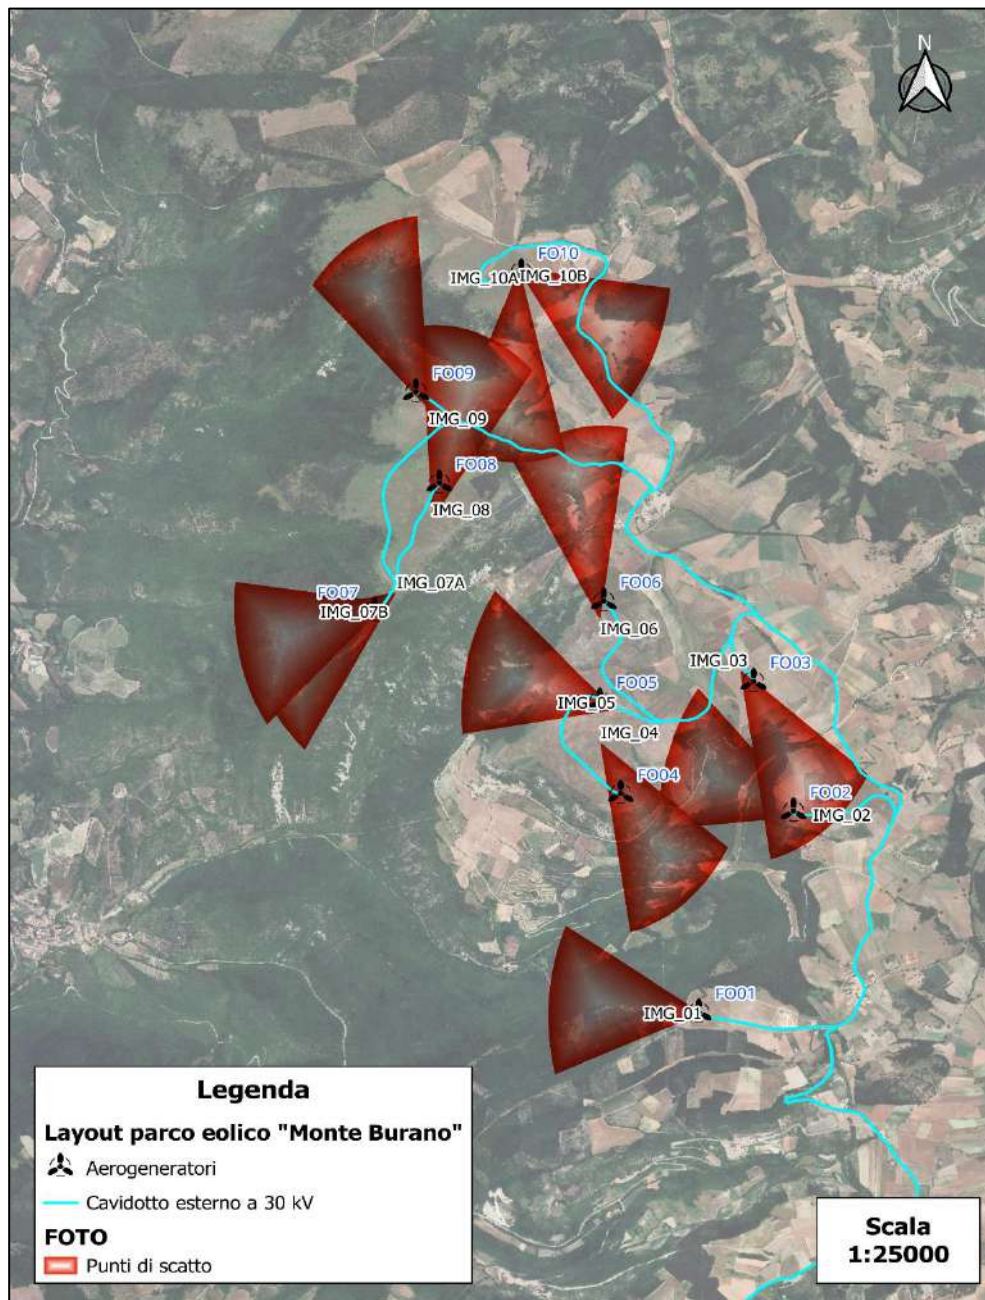 N
FO10
IMG_10A
IMG_10B
FO09
IMG_09
FO08
IMG_08
IMG_07A
FO07
IMG_07B
FO06
IMG_06
IMG_03
FO03
FO05
IMG_05
IMG_04
FO04
FO02
IMG_02
FO01
IMG_01
Legenda
Layout parco eolico "Monte Burano"
Aerogeneratori
Cavidotto esterno a 30 kV
FOTO
Punti di scatto
Scala
1:25000